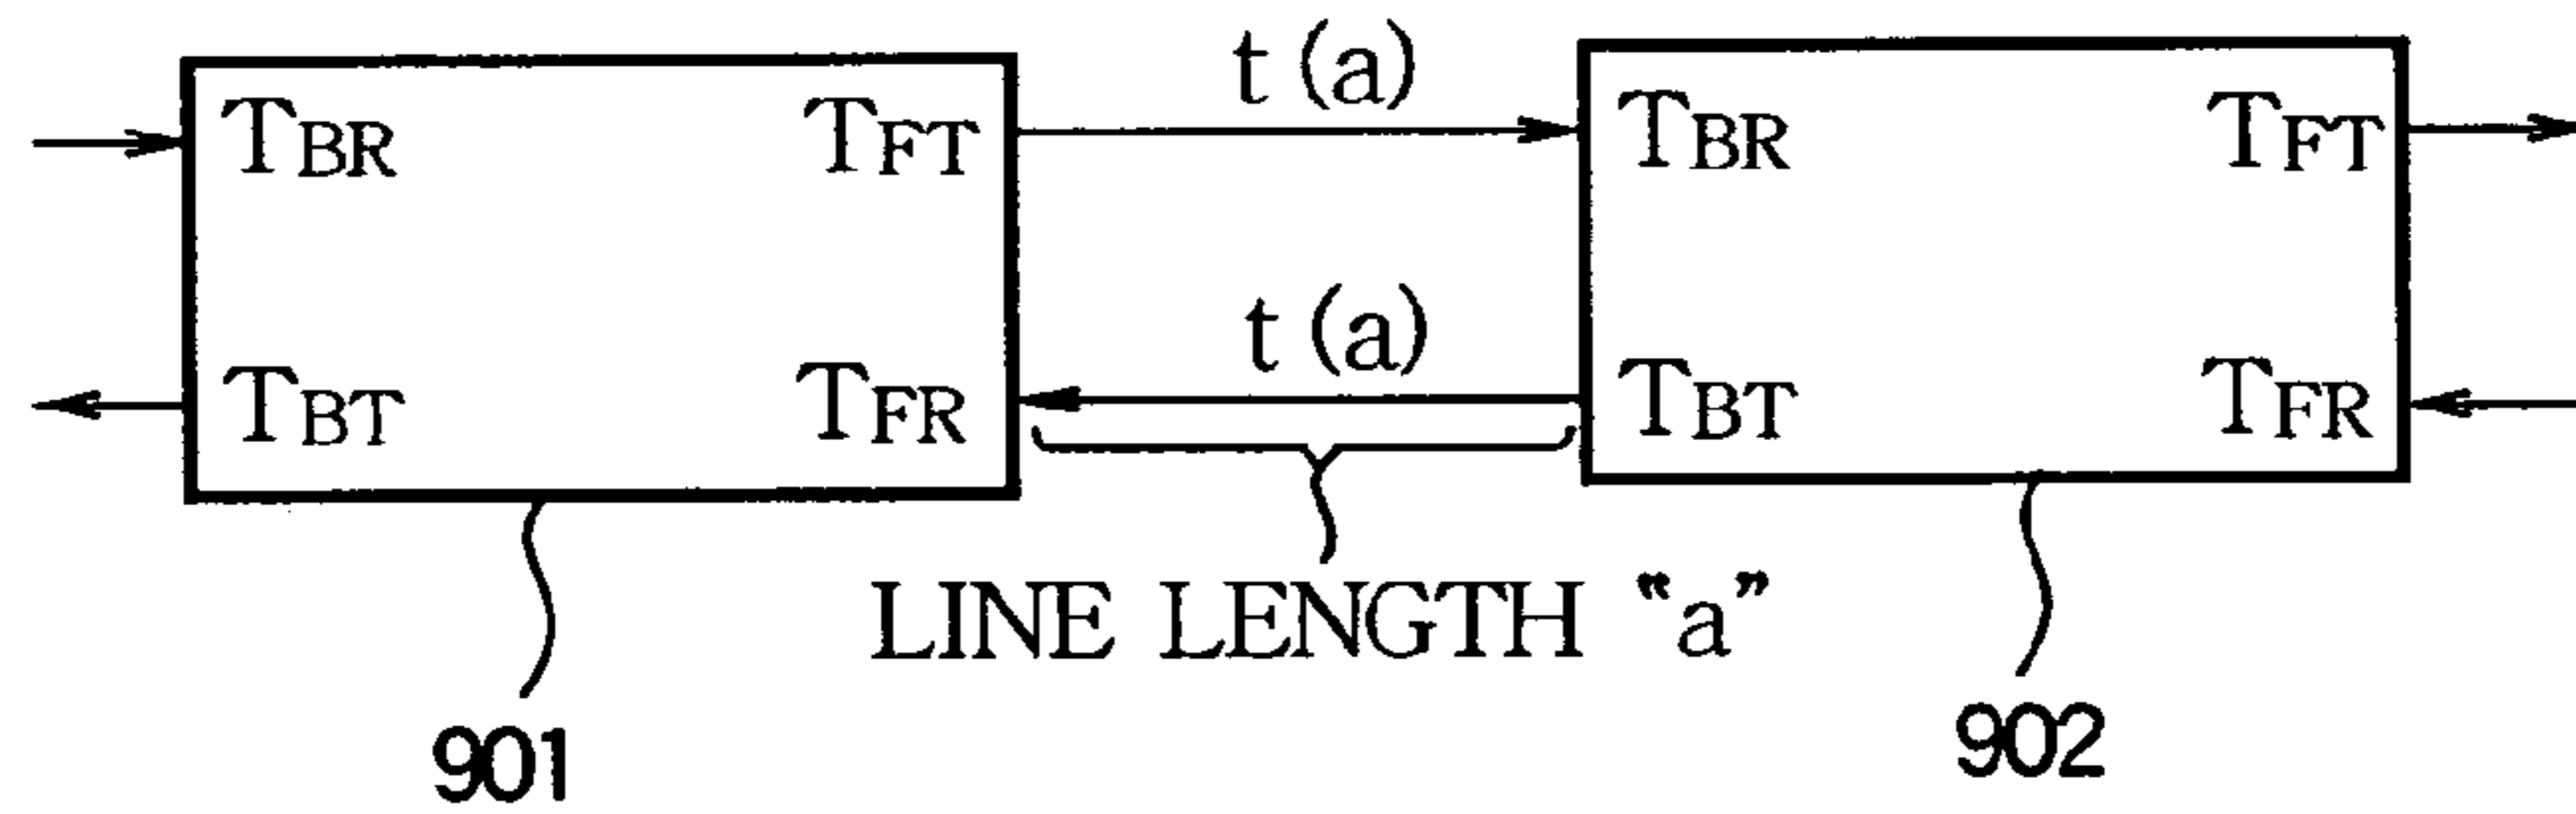 t (a)
TBR TFT TBR TFT
t (a)
TBT TFR TBT TFR
LINE LENGTH “a”
901 902